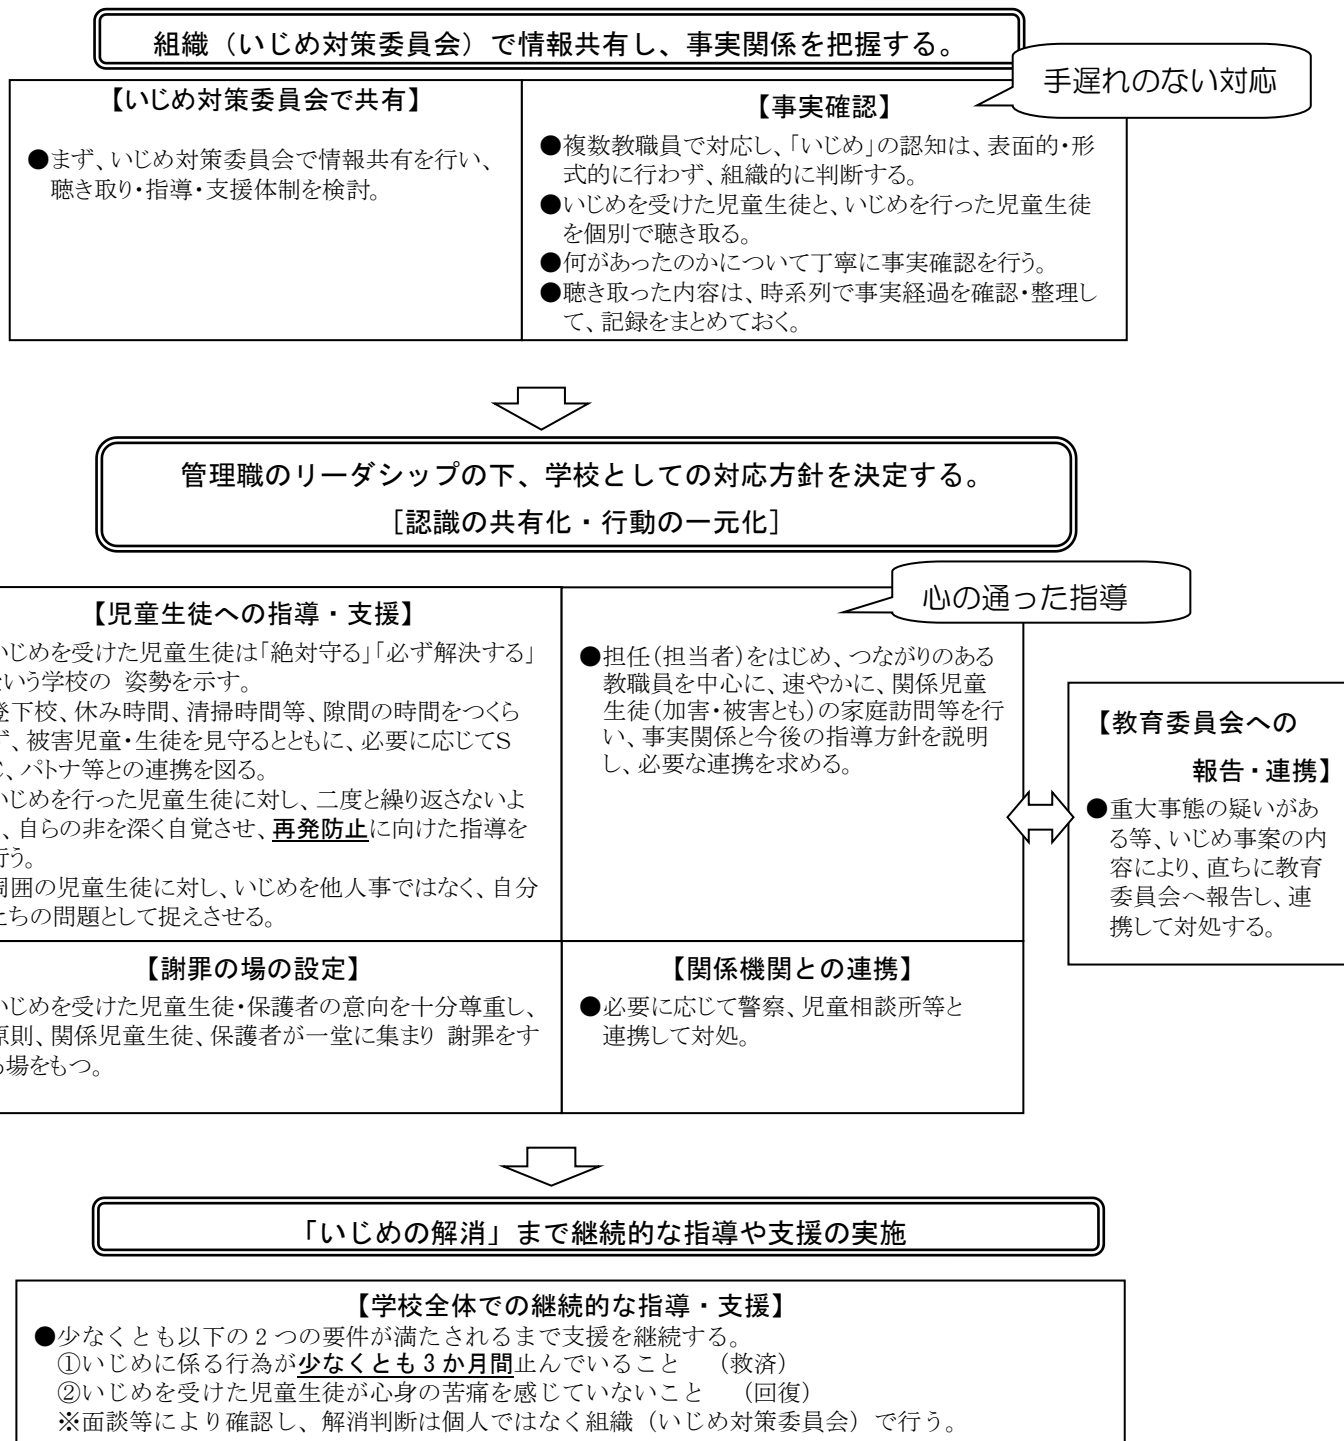 組織（いじめ対策委員会）で情報共有し、事実関係を把握する。
手遅れのない対応
【いじめ対策委員会で共有】
●まず、いじめ対策委員会で情報共有を行い、
聴き取り・指導・支援体制を検討。
【事実確認】
●複数教職員で対応し、「いじめ」の認知は、表面的・形
式的に行わず、組織的に判断する。
●いじめを受けた児童生徒と、いじめを行った児童生徒
を個別で聴き取る。
●何があったのかについて丁寧に事実確認を行う。
●聴き取った内容は、時系列で事実経過を確認・整理し
て、記録をまとめておく。
管理職のリーダシップの下、学校としての対応方針を決定する。
［認識の共有化・行動の一元化］
心の通った指導
【児童生徒への指導・支援】
いじめを受けた児童生徒は「絶対守る」「必ず解決する」
いう学校の 姿勢を示す。
登下校、休み時間、清掃時間等、隙間の時間をつくら
ず、被害児童・生徒を見守るとともに、必要に応じてS
、パトナ等との連携を図る。
いじめを行った児童生徒に対し、二度と繰り返さないよ
、自らの非を深く自覚させ、再発防止に向けた指導を
行う。
周囲の児童生徒に対し、いじめを他人事ではなく、自分
たちの問題として捉えさせる。
●担任（担当者）をはじめ、つながりのある
教職員を中心に、速やかに、関係児童
生徒（加害・被害とも）の家庭訪問等を行
い、事実関係と今後の指導方針を説明
し、必要な連携を求める。
【教育委員会への
報告・連携】
●重大事態の疑いがあ
る等、いじめ事案の内
容により、直ちに教育
委員会へ報告し、連
携して対処する。
【謝罪の場の設定】
いじめを受けた児童生徒・保護者の意向を十分尊重し、
原則、関係児童生徒、保護者が一堂に集まり 謝罪をす
る場をもつ。
【関係機関との連携】
●必要に応じて警察、児童相談所等と
連携して対処。
「いじめの解消」まで継続的な指導や支援の実施
【学校全体での継続的な指導・支援】
●少なくとも以下の２つの要件が満たされるまで支援を継続する。
①いじめに係る行為が少なくとも３か月間止んでいること （救済）
②いじめを受けた児童生徒が心身の苦痛を感じていないこと （回復）
※面談等により確認し、解消判断は個人ではなく組織（いじめ対策委員会）で行う。